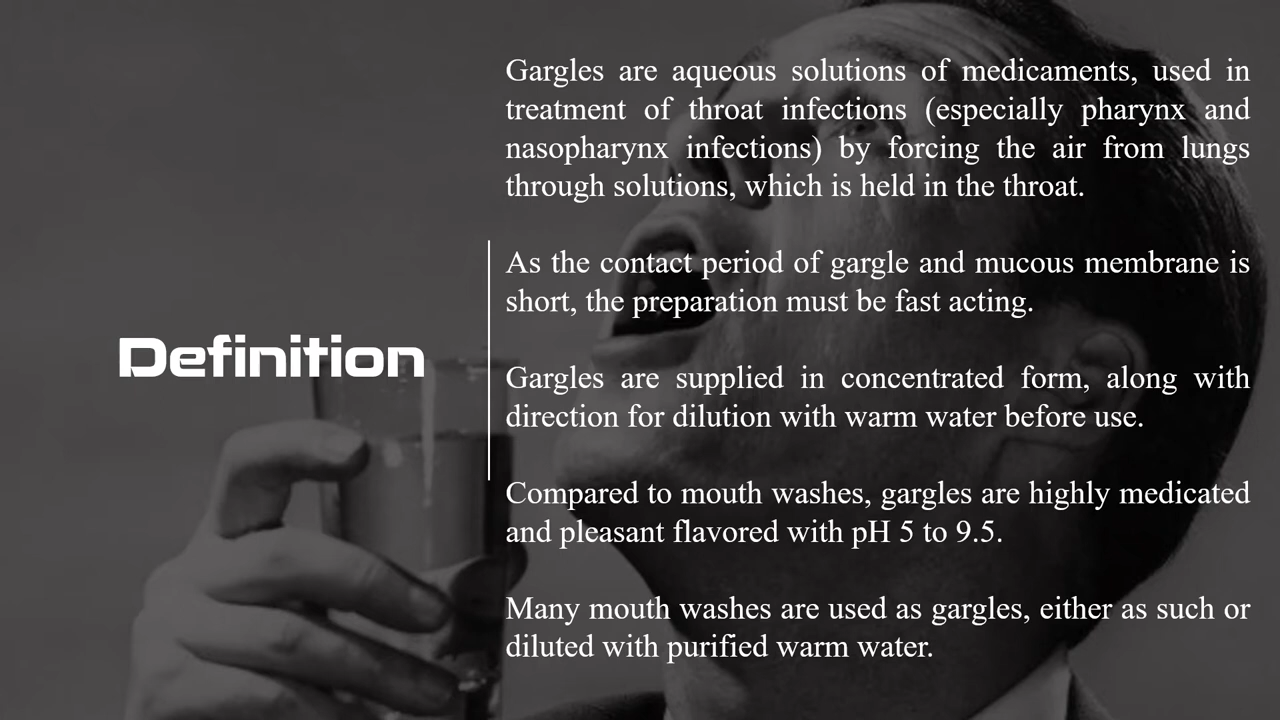 Definition
Gargles are aqueous solutions of medicaments, used in
treatment of throat infections (especially pharynx and
nasopharynx infections) by forcing the air from lungs
through solutions, which is held in the throat.
As the contact period of gargle and mucous membrane is
short, the preparation must be fast acting.
Gargles are supplied in concentrated form, along with
direction for dilution with warm water before use.
Compared to mouth washes, gargles are highly medicated
and pleasant flavored with pH 5 to 9.5.
Many mouth washes are used as gargles, either as such or
diluted with purified warm water.